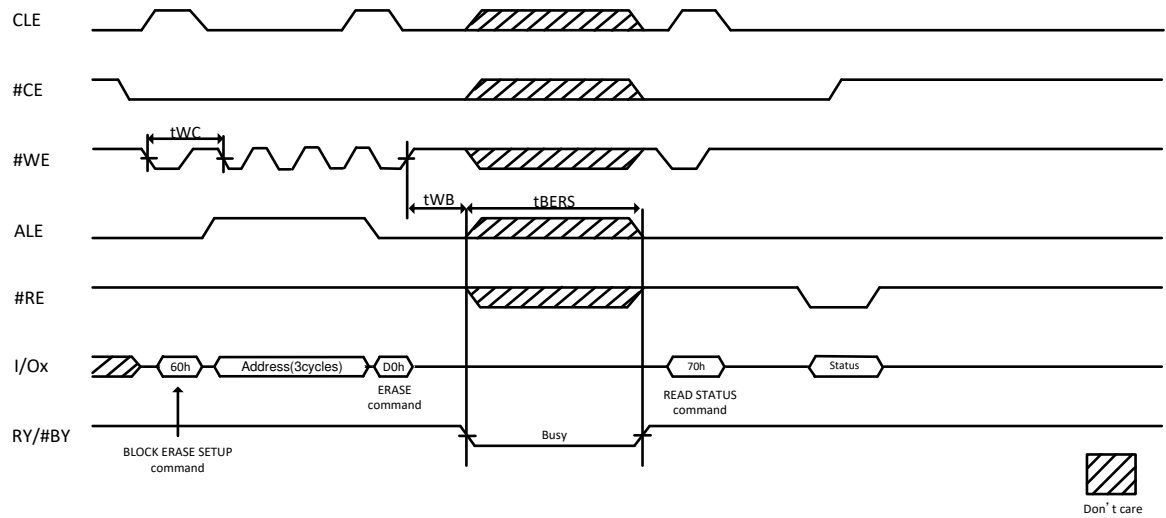 CLE
#CE
tWC
#WE
tWB
tBERS
ALE
#RE
I/Ox
60h
Address(3cycles)
D0h
70h
Status
ERASE
command
READ STATUS
command
RY/#BY
Busy
BLOCK ERASE SETUP
command
Don’ t care